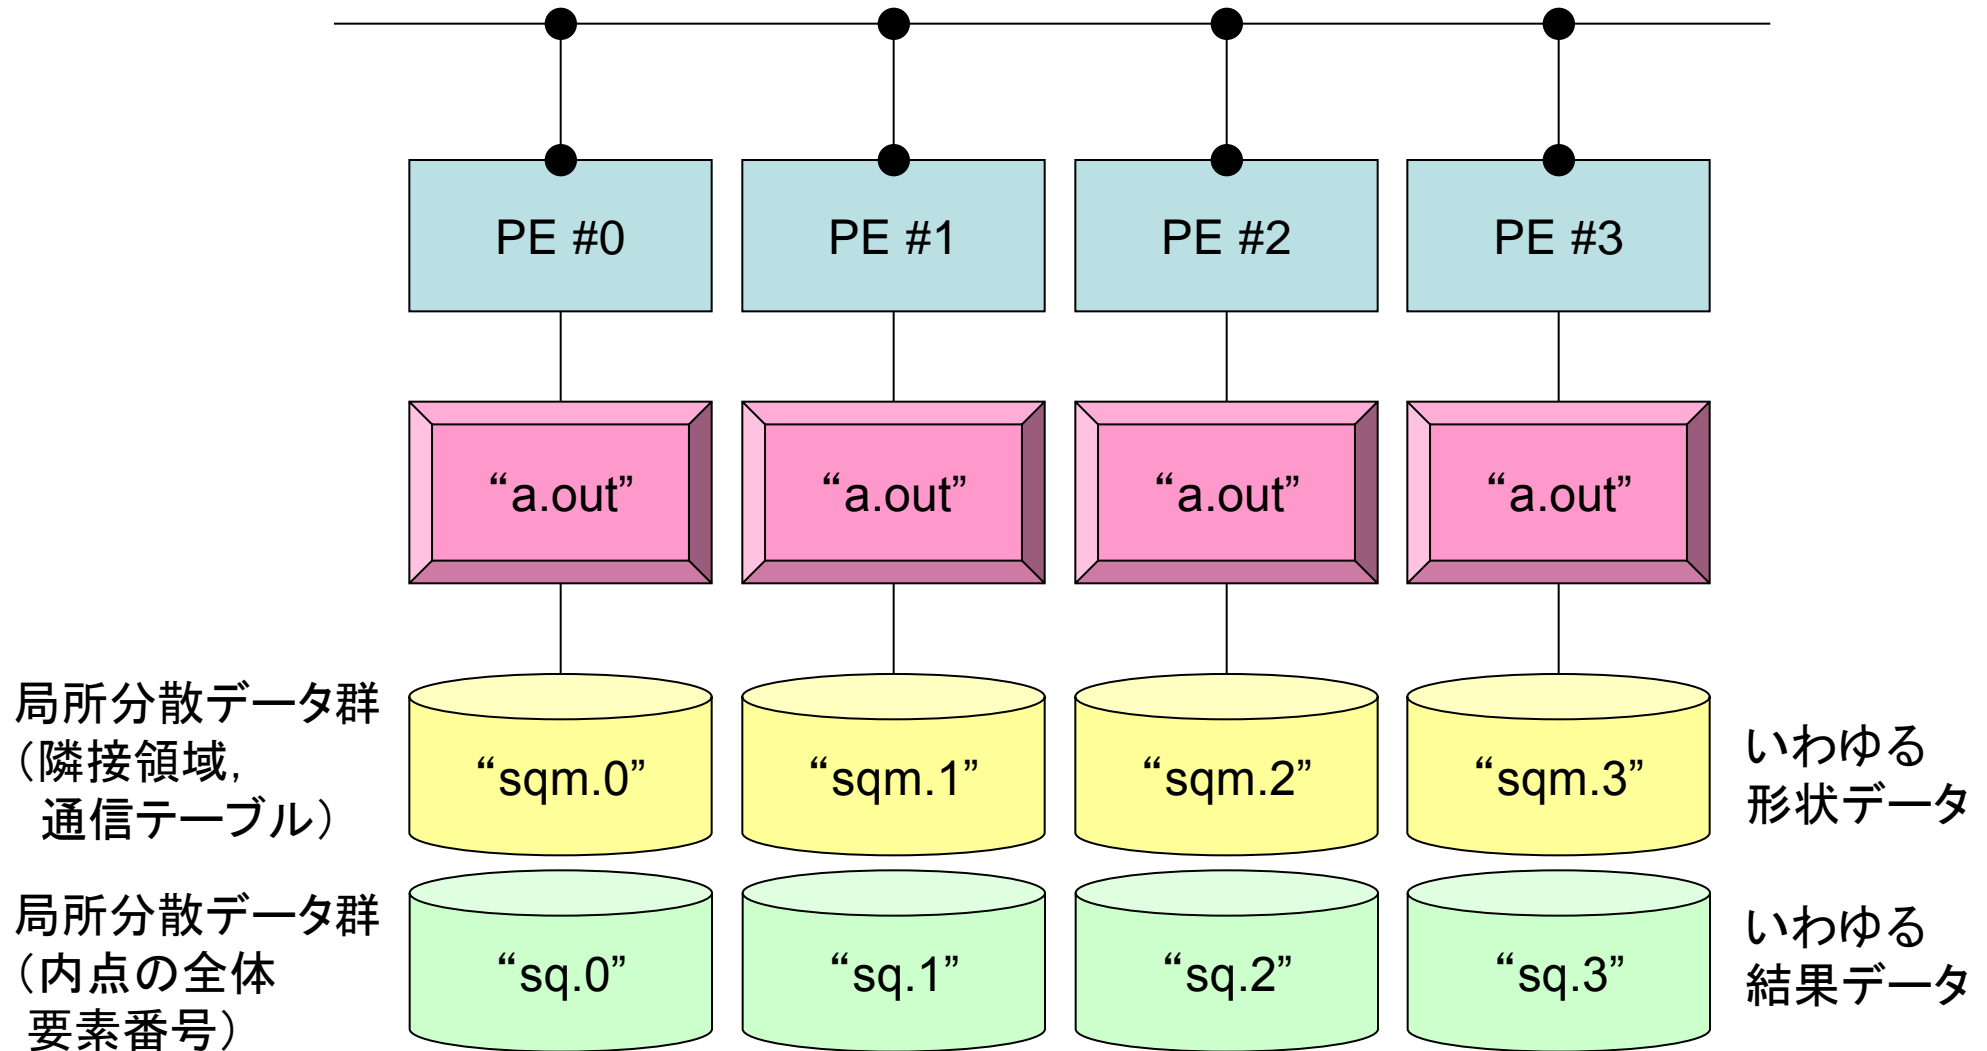 PE #0
PE #1
PE #2
PE #3
“a.out”
“a.out”
“a.out”
“a.out”
局所分散データ群
（隣接領域，
通信テーブル）
“sqm.0”
“sqm.1”
“sqm.2”
“sqm.3”
いわゆる
形状データ
局所分散データ群
（内点の全体
要素番号）
“sq.0”
“sq.1”
“sq.2”
“sq.3”
いわゆる
結果データ